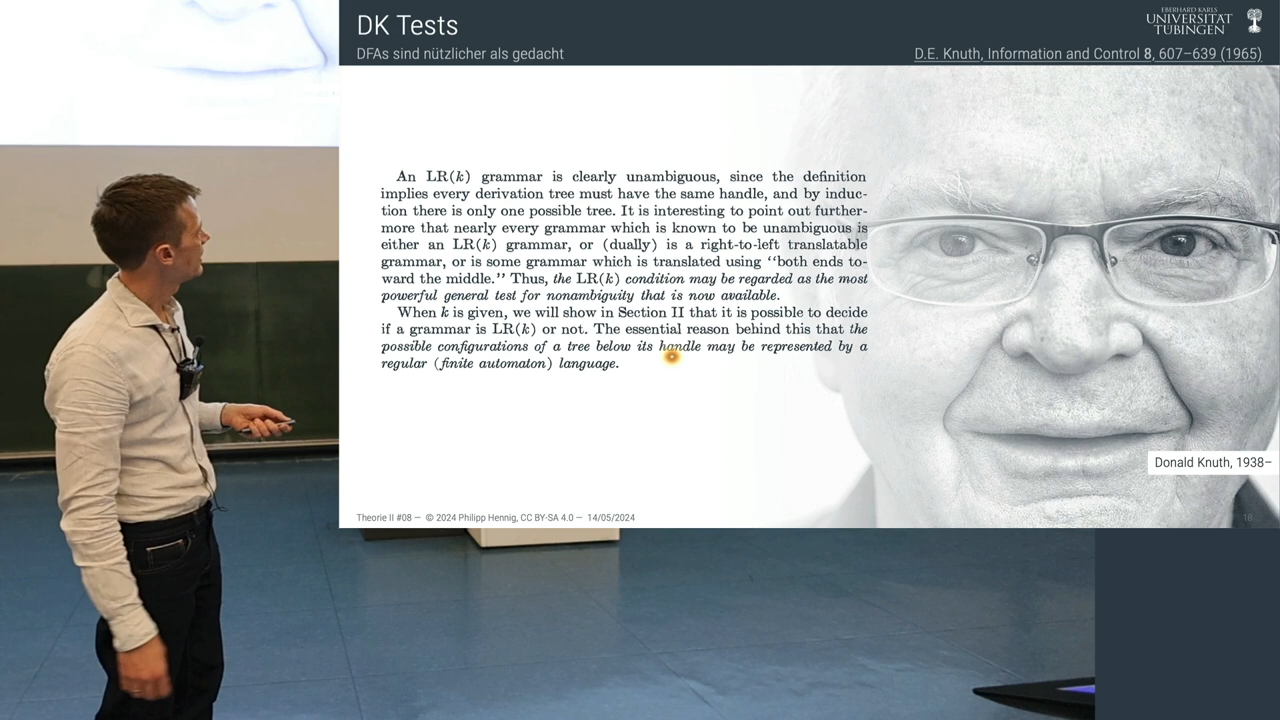 DK Tests
DFAs sind nützlicher als gedacht
EBERHARD KARLS
UNIVERSITÄT
TÜBINGEN
D.E. Knuth, Information and Control 8, 607–639 (1965)
An LR(k) grammar is clearly unambiguous, since the definition
implies every derivation tree must have the same handle, and by induc-
tion there is only one possible tree. It is interesting to point out further-
more that nearly every grammar which is known to be unambiguous is
either an LR(k) grammar, or (dually) is a right-to-left translatable
grammar, or is some grammar which is translated using ‘‘both ends to-
ward the middle.’’ Thus, the LR(k) condition may be regarded as the most
powerful general test for nonambiguity that is now available.
When k is given, we will show in Section II that it is possible to decide
if a grammar is LR(k) or not. The essential reason behind this that the
possible configurations of a tree below its handle may be represented by a
regular (finite automaton) language.
Donald Knuth, 1938–
Theorie II #08 — © 2024 Philipp Hennig, CC BY-SA 4.0 — 14/05/2024
18